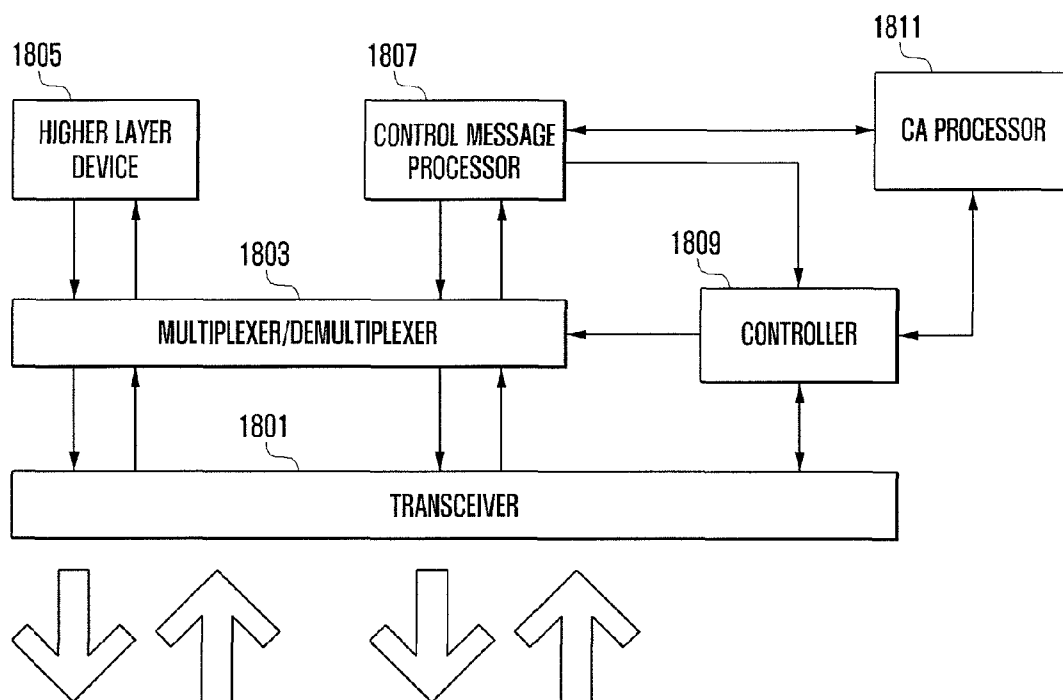 1805
HIGHER LAYER
DEVICE
1807
CONTROL MESSAGE
PROCESSOR
1811
CA PROCESSOR
1803
MULTIPLEXER/DEMULTIPLEXER
1809
CONTROLLER
1801
TRANSCEIVER